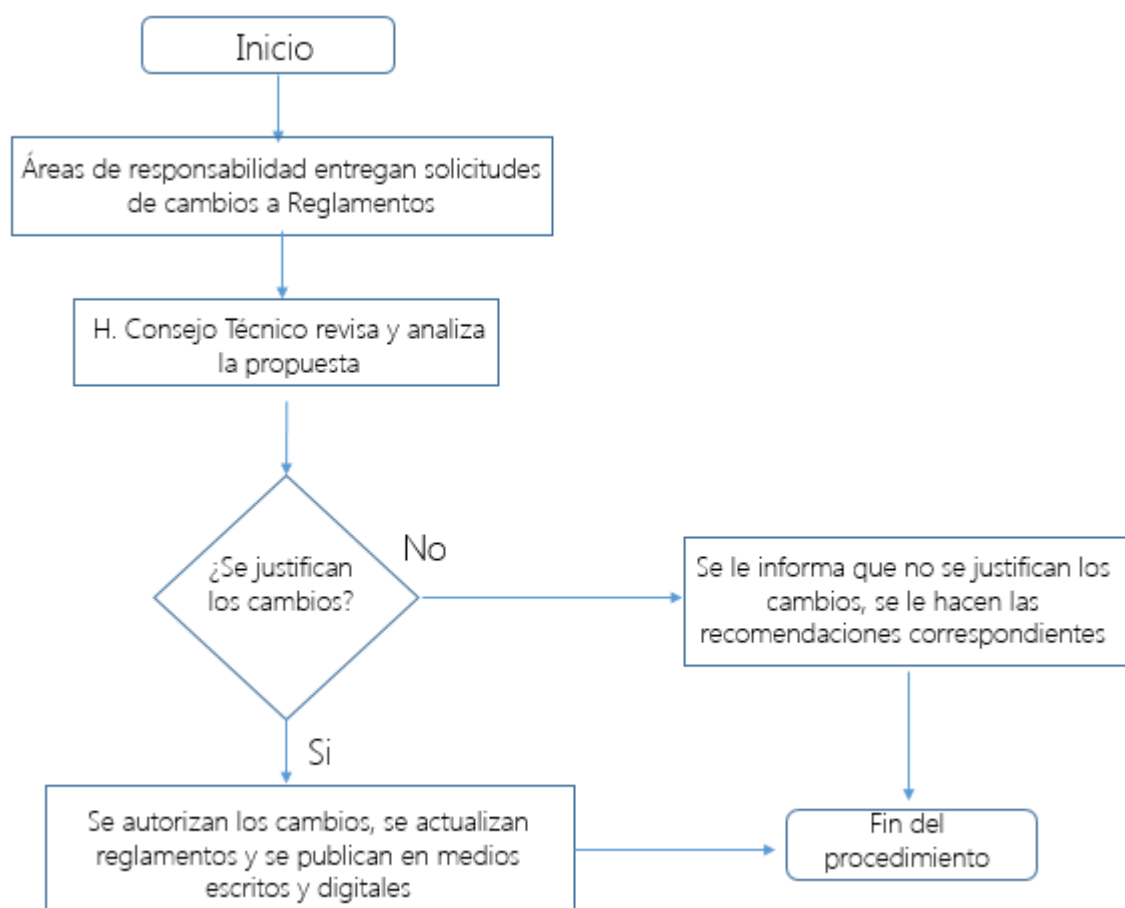 Inicio
Áreas de responsabilidad entregan solicitudes
de cambios a Reglamentos
H. Consejo Técnico revisa y analiza
la propuesta
¿Se justifican
los cambios?
No
Se le informa que no se justifican los
cambios, se le hacen las
recomendaciones correspondientes
Si
Se autorizan los cambios, se actualizan
reglamentos y se publican en medios
escritos y digitales
Fin del
procedimiento